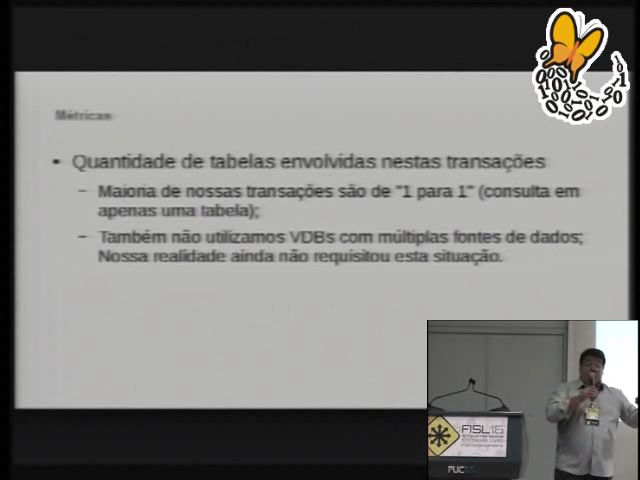 Métricas
• Quantidade de tabelas envolvidas nestas transações
– Maioria de nossas transações são de "1 para 1" (consulta em
apenas uma tabela);
– Também não utilizamos VDBs com múltiplas fontes de dados;
Nossa realidade ainda não requisitou esta situação.
FISL16
PUCRS